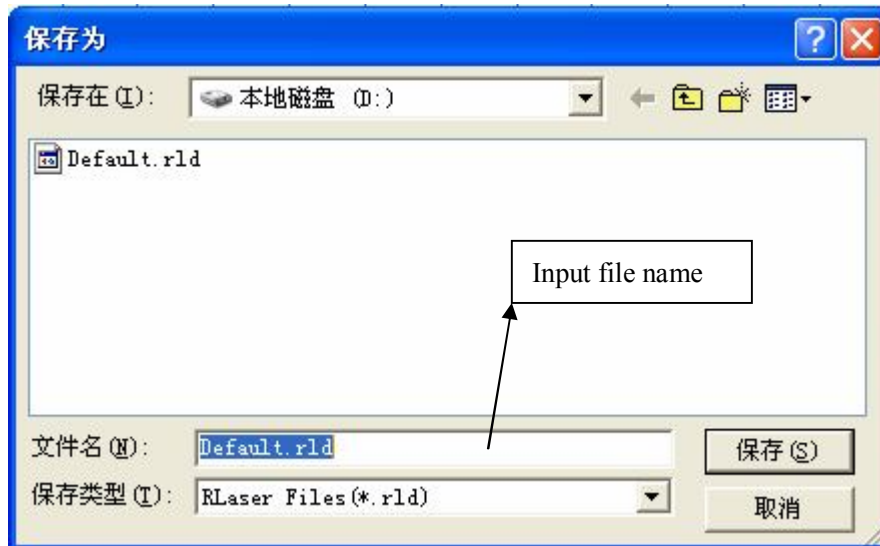 保存为
保存在(I): 本地磁盘 (D:)
Default.rld
Input file name
文件名(N): Default.rld 保存(S)
保存类型(T): RLaser Files(*.rld) 取消